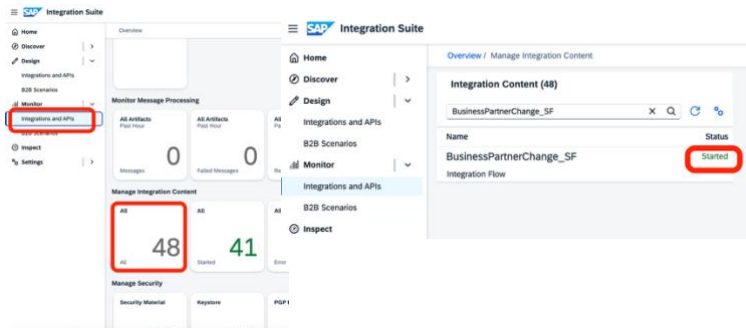 SAP Integration Suite
Home
Discover
Design
Integrations and APIs
B2B Scenarios
Monitor
Integrations and APIs
B2B Scenarios
Inspect
Settings
Overview
Monitor Message Processing
All Artifacts
Past Hour
0
Messages
All Artifacts
Past Hour
0
Failed Messages
Manage Integration Content
All
48
All
All
41
Started
Manage Security
Security Material
Keystore
SAP Integration Suite
Home
Discover
Design
Integrations and APIs
B2B Scenarios
Monitor
Integrations and APIs
B2B Scenarios
Inspect
Overview / Manage Integration Content
Integration Content (48)
BusinessPartnerChange_SF
Name Status
BusinessPartnerChange_SF Started
Integration Flow